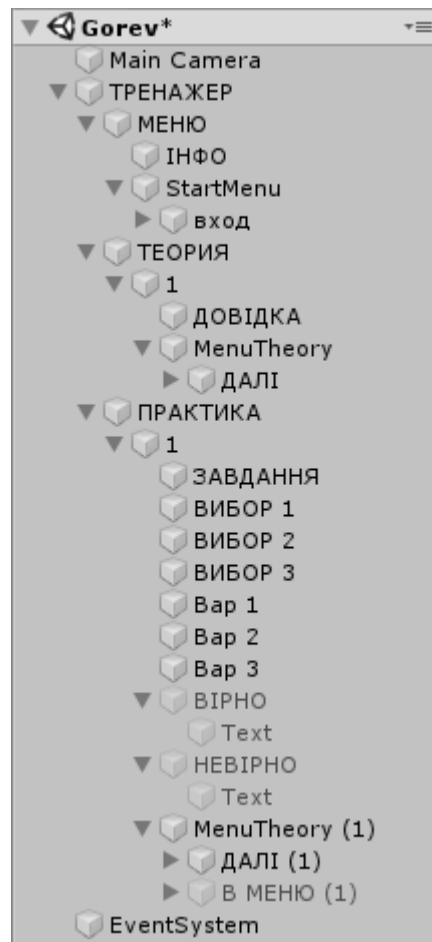 Gorev*
Main Camera
ТРЕНАЖЕР
МЕНЮ
ІНФО
StartMenu
вход
ТЕОРИЯ
1
ДОВІДКА
MenuTheory
ДАЛІ
ПРАКТИКА
1
ЗАВДАННЯ
ВИБОР 1
ВИБОР 2
ВИБОР 3
Вар 1
Вар 2
Вар 3
ВІРНО
Text
НЕВІРНО
Text
MenuTheory (1)
ДАЛІ (1)
В МЕНЮ (1)
EventSystem